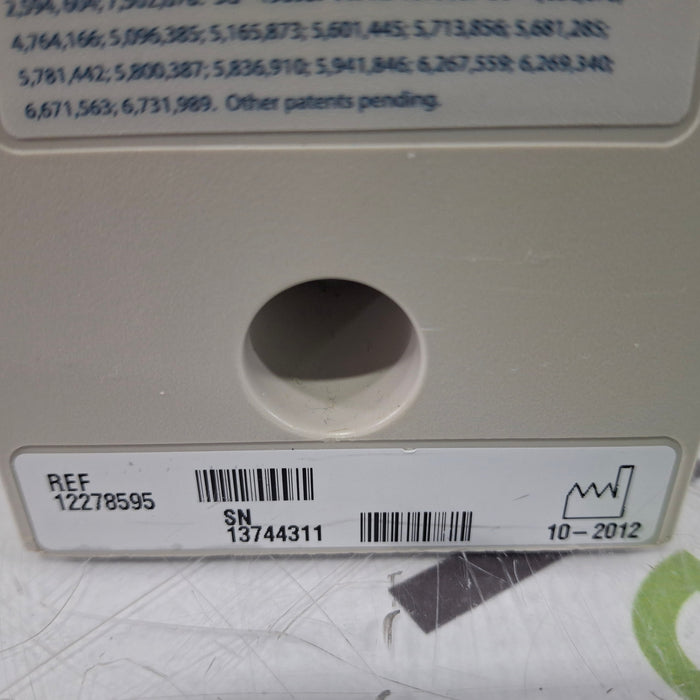 4,764,166; 5,096,385; 5,165,873; 5,601,445; 5,713,856; 5,681,285;
5,781,442; 5,800,387; 5,836,910; 5,941,846; 6,267,559; 6,269,340;
6,671,563; 6,731,989. Other patents pending.
REF
12278595
SN
13744311
10-2012